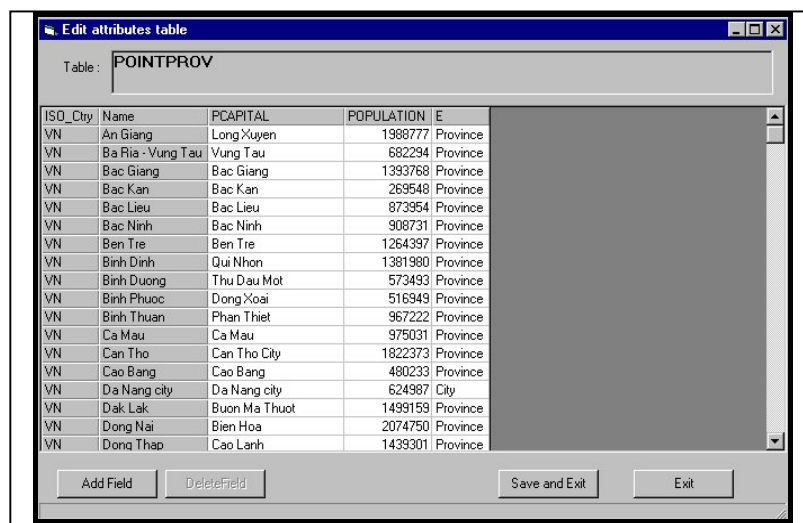 Edit attributes table
Table : POINTPROV
ISO_Ctry Name PCAPITAL POPULATION E
VN An Giang Long Xuyen 1988777 Province
VN Ba Ria - Vung Tau Vung Tau 682294 Province
VN Bac Giang Bac Giang 1393768 Province
VN Bac Kan Bac Kan 269548 Province
VN Bac Lieu Bac Lieu 873954 Province
VN Bac Ninh Bac Ninh 908731 Province
VN Ben Tre Ben Tre 1264397 Province
VN Binh Dinh Qui Nhon 1381980 Province
VN Binh Duong Thu Dau Mot 573493 Province
VN Binh Phuoc Dong Xoai 516949 Province
VN Binh Thuan Phan Thiet 967222 Province
VN Ca Mau Ca Mau 975031 Province
VN Can Tho Can Tho City 1822373 Province
VN Cao Bang Cao Bang 480233 Province
VN Da Nang city Da Nang city 624987 City
VN Dak Lak Buon Ma Thuot 1499159 Province
VN Dong Nai Bien Hoa 2074750 Province
VN Dong Thap Cao Lanh 1439301 Province
Add Field DeleteField Save and Exit Exit